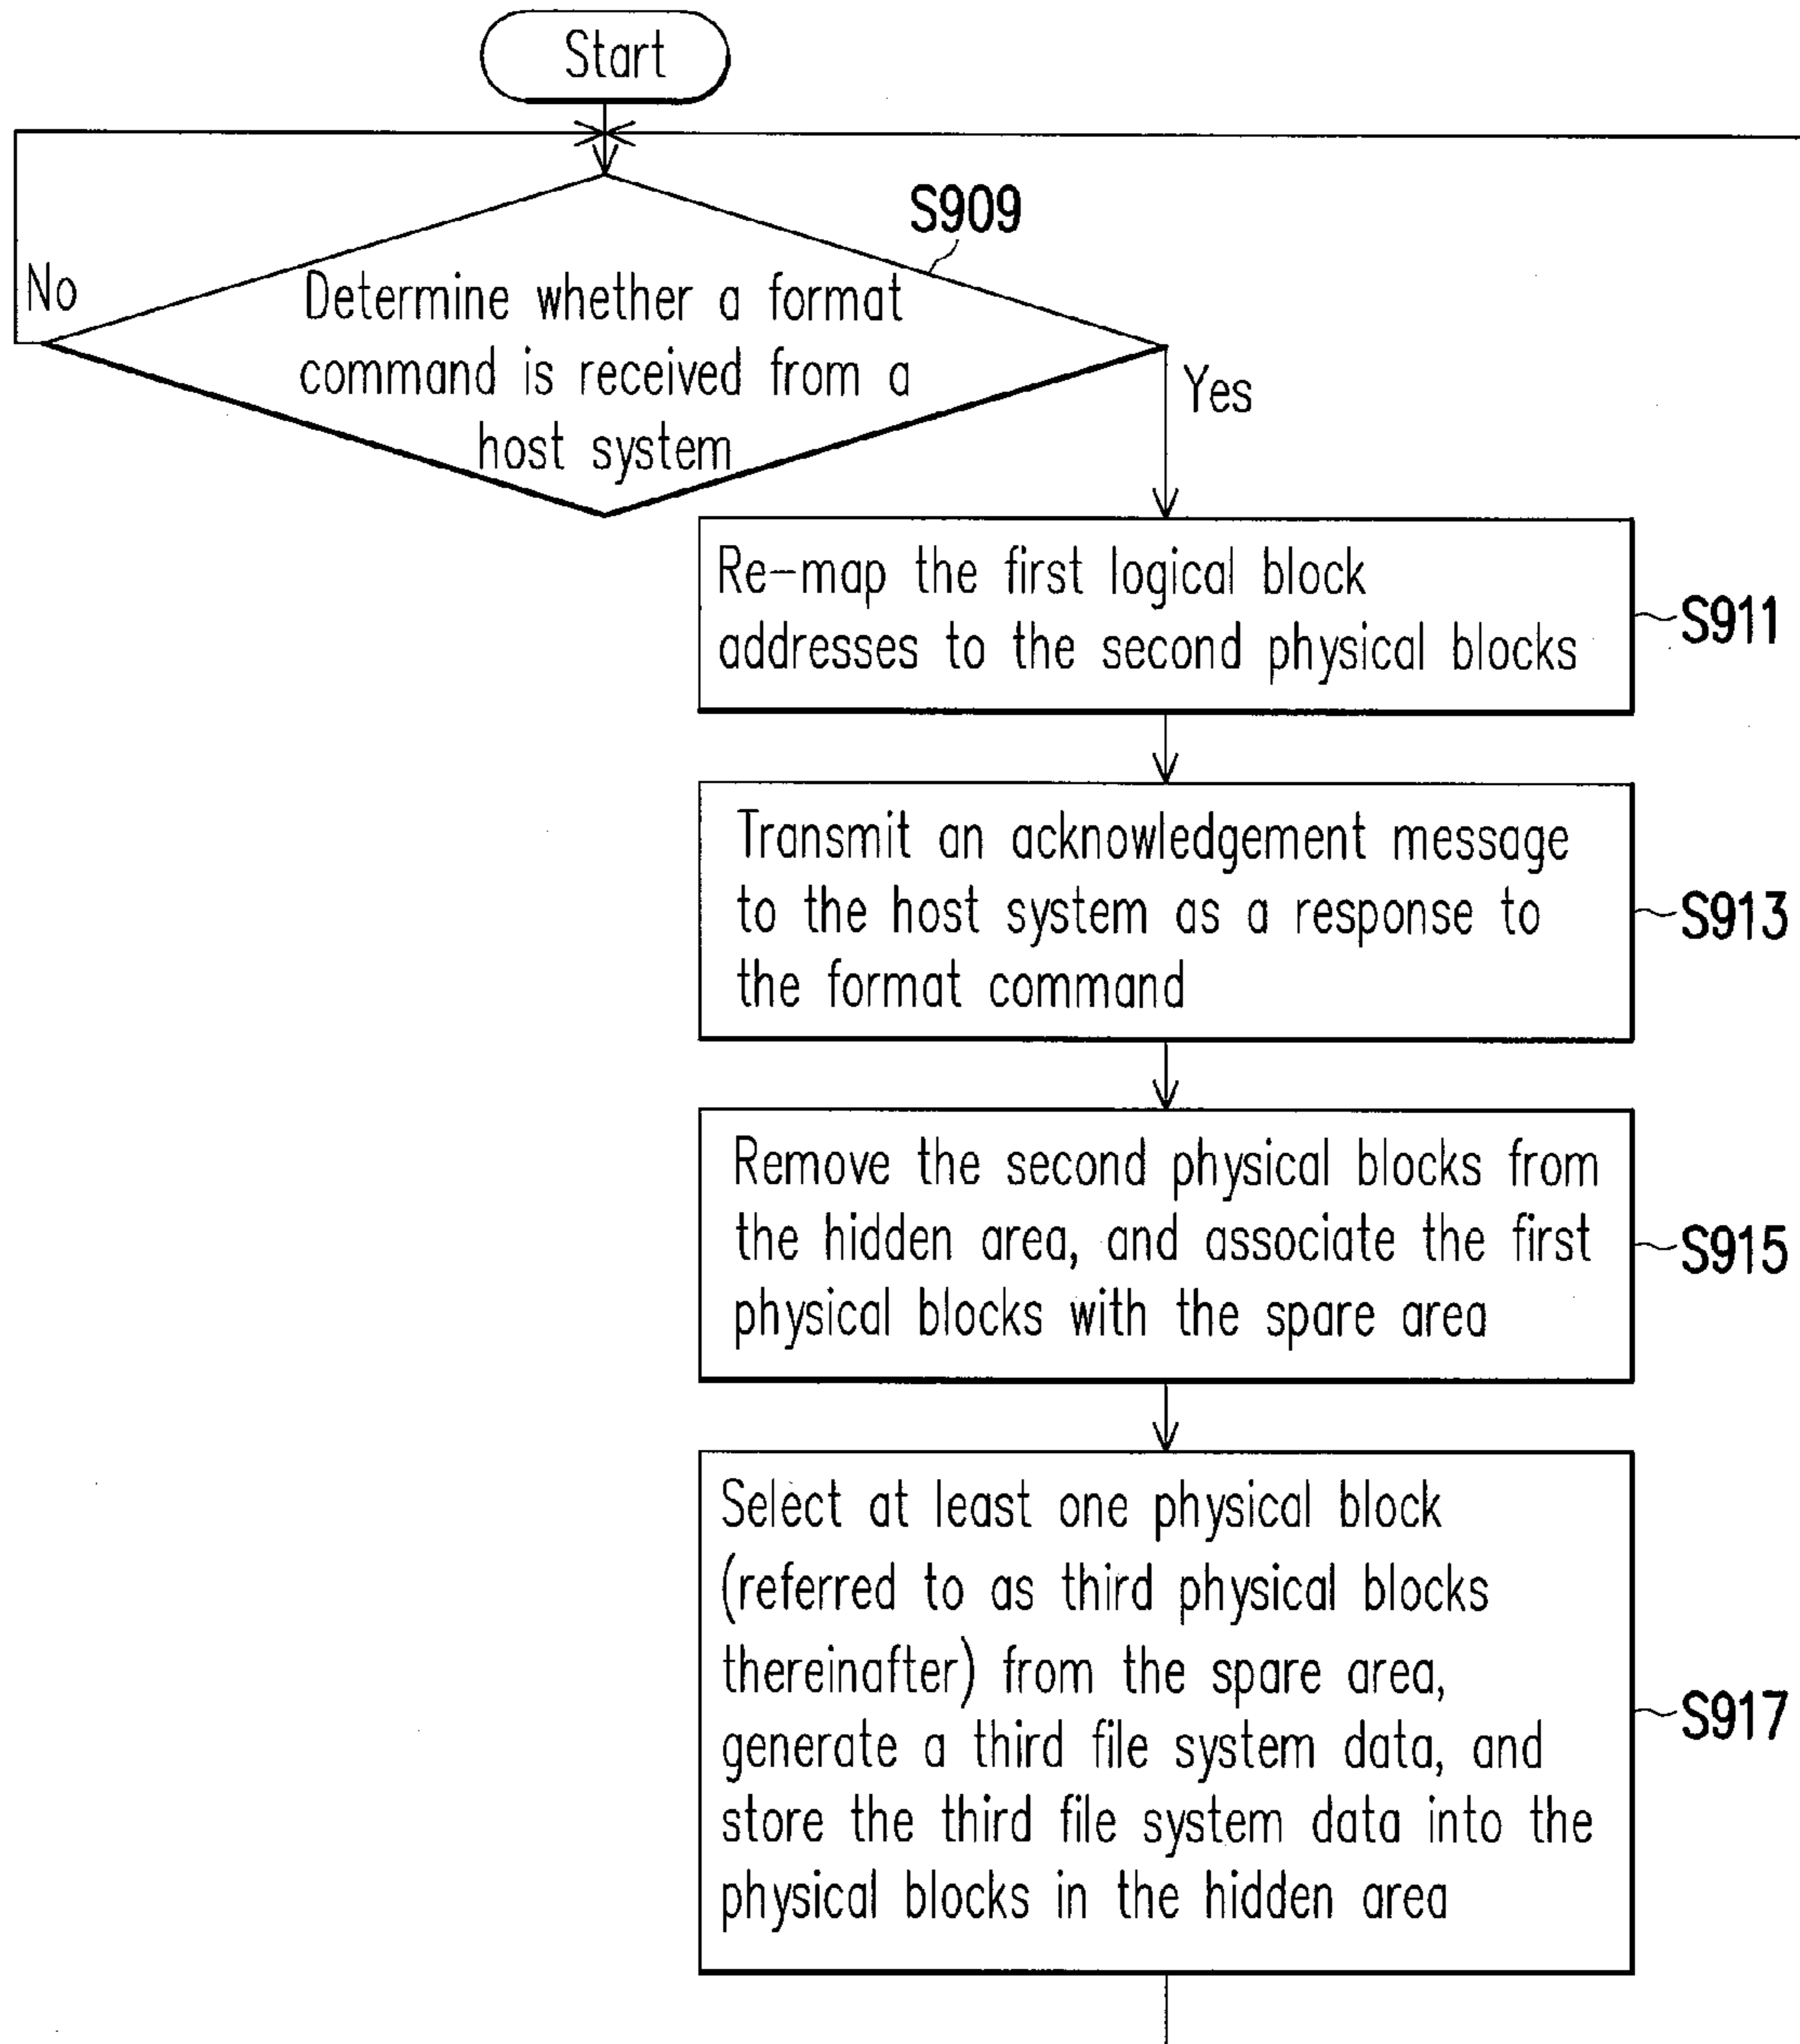 Start
S909
No
Determine whether a format
command is received from a
host system
Yes
Re-map the first logical block
addresses to the second physical blocks
S911
Transmit an acknowledgement message
to the host system as a response to
the format command
S913
Remove the second physical blocks from
the hidden area, and associate the first
physical blocks with the spare area
S915
Select at least one physical block
(referred to as third physical blocks
thereinafter) from the spare area,
generate a third file system data, and
store the third file system data into the
physical blocks in the hidden area
S917